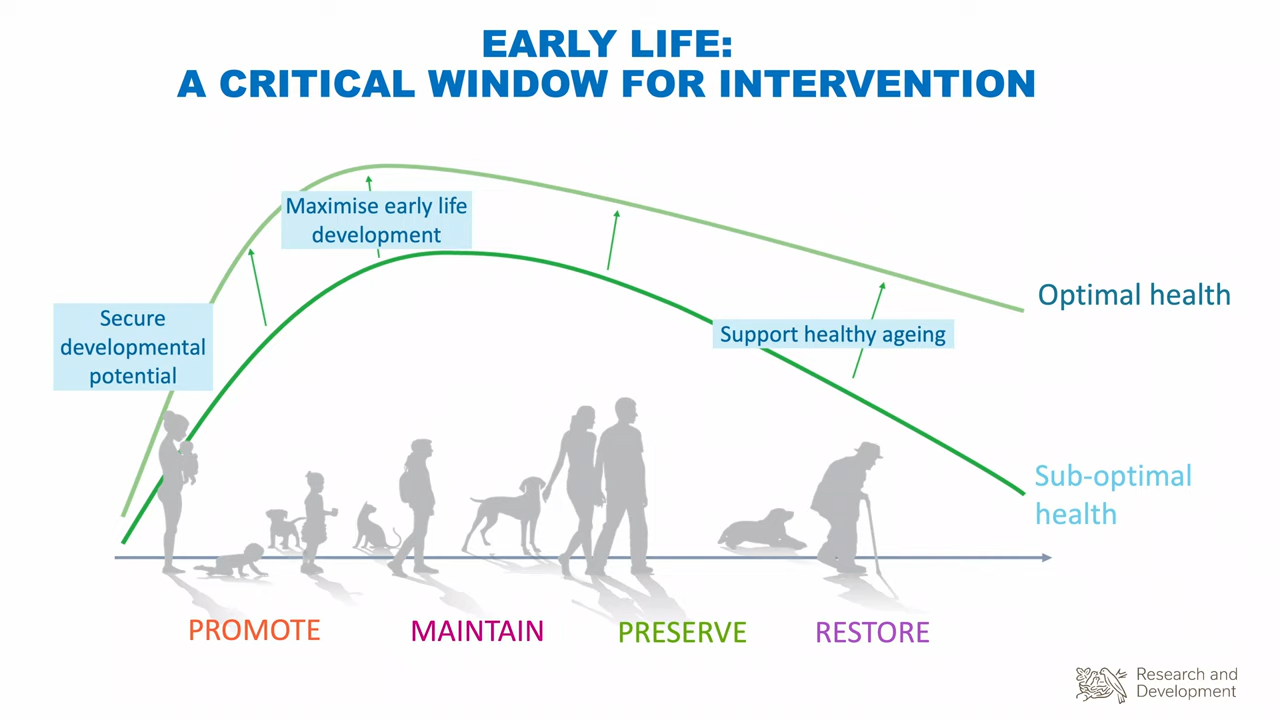 EARLY LIFE:
A CRITICAL WINDOW FOR INTERVENTION
Maximise early life
development
Secure
developmental
potential
Support healthy ageing
Optimal health
Sub-optimal
health
PROMOTE
MAINTAIN
PRESERVE
RESTORE
Research and
Development